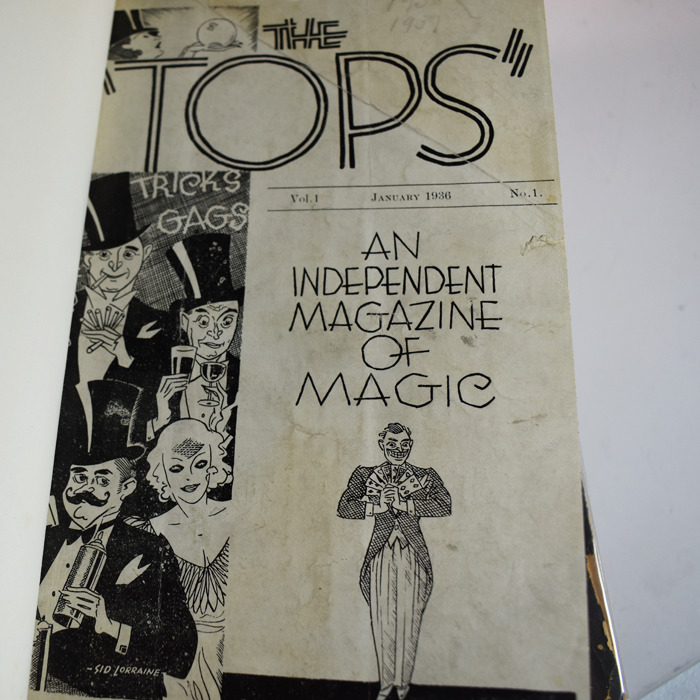 THE
"TOPS"
TRICKS
GAGS
Vol.1 January 1936 No.1.
AN
INDEPENDENT
MAGAZINE
OF
MAGIC
-SID LORRAINE-